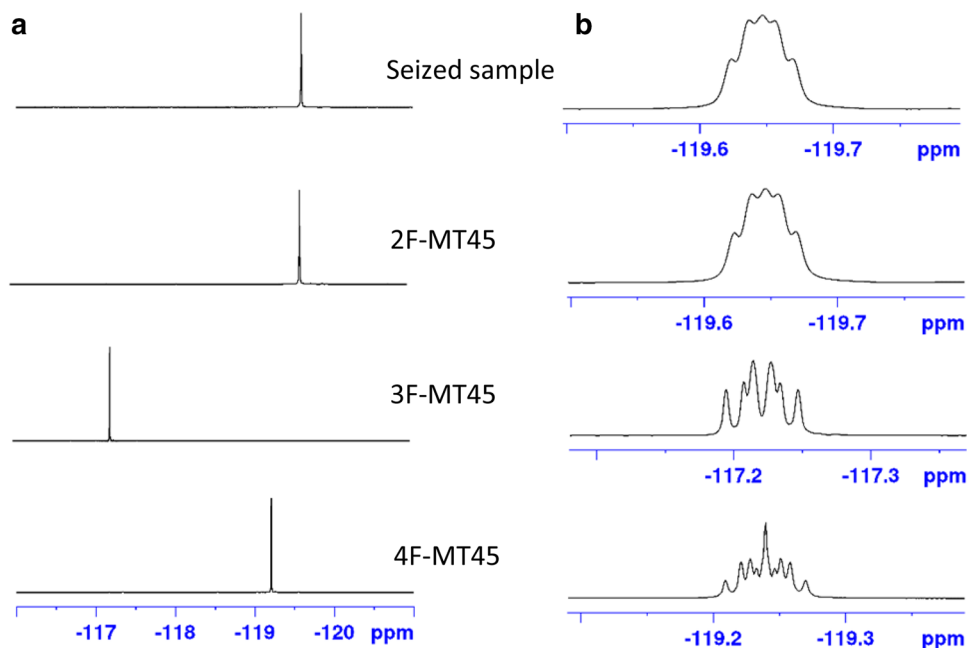 a
b
Seized sample
-119.6 -119.7 ppm
2F-MT45
-119.6 -119.7 ppm
3F-MT45
-117.2 -117.3 ppm
4F-MT45
-117 -118 -119 -120 ppm
-119.2 -119.3 ppm